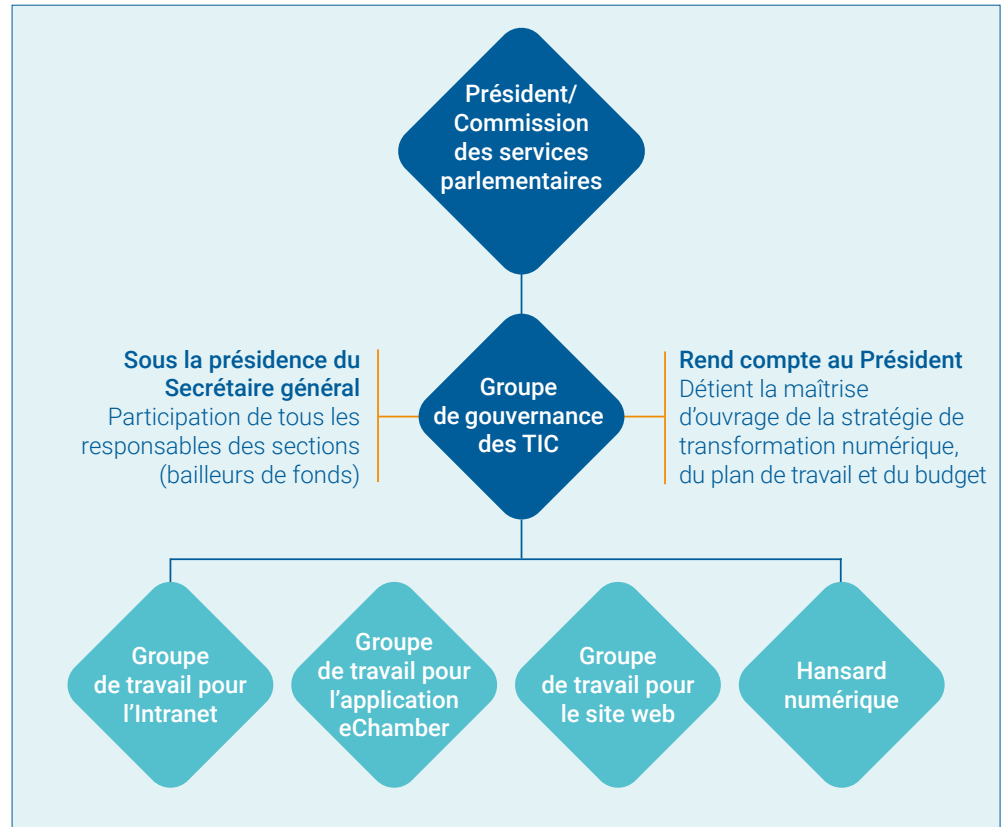 Président/
Commission
des services
parlementaires
Sous la présidence du
Secrétaire général
Participation de tous les
responsables des sections
(bailleurs de fonds)
Groupe
de gouvernance
des TIC
Rend compte au Président
Détient la maîtrise
d’ouvrage de la stratégie de
transformation numérique,
du plan de travail et du budget
Groupe
de travail pour
l’Intranet
Groupe
de travail pour
l’application
eChamber
Groupe
de travail pour
le site web
Hansard
numérique